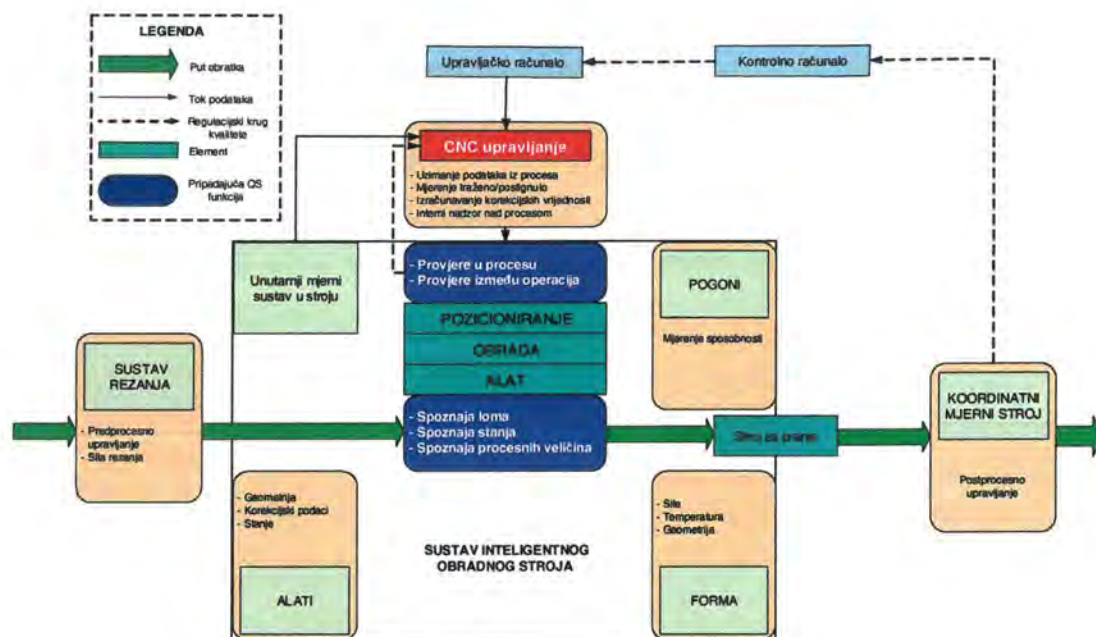 LEGENDA
Put obratka
Tok podataka
Regulacijski krug
kvalitete
Element
Pripadajuća QS
funkcija
Upravljačko računalo
Kontrolno računalo
CNC upravljanje
- Uzimanje podataka iz procesa
- Mjerenje traženo/postignuto
- Izračunavanje korekcijskih vrijednosti
- Interni nadzor nad procesom
Unutarnji mjerni
sustav u stroju
- Provjere u procesu
- Provjere između operacija
POGONI
Mjerenje sposobnosti
POZICIONIRANJE
OBRADA
ALAT
SUSTAV
REZANJA
- Predprocesno
upravljanje
- Sila rezanja
- Spoznaja loma
- Spoznaja stanja
- Spoznaja procesnih veličina
Stroj za pranje
KOORDINATNI
MJERNI STROJ
Postprocesno
upravljanje
- Geometrija
- Korekcijski podaci
- Stanje
ALATI
SUSTAV INTELIGENTNOG
OBRADNOG STROJA
- Sile
- Temperatura
- Geometrija
FORMA